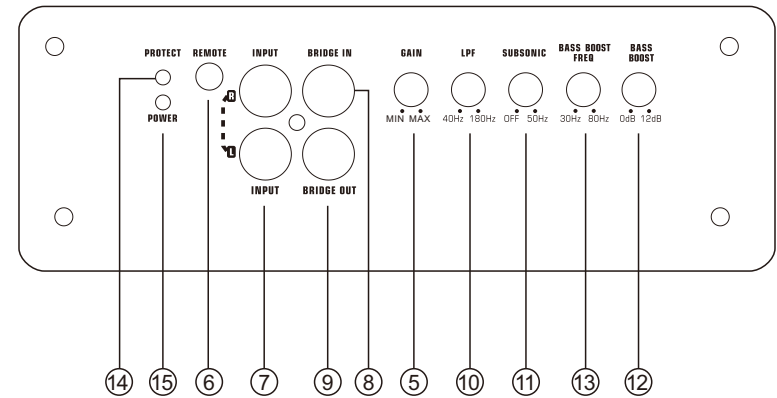 PROTECT REMOTE INPUT BRIDGE IN GAIN LPF SUBSONIC BASS BOOST FREQ BASS BOOST
R
POWER MIN MAX 40Hz 180Hz OFF 50Hz 30Hz 80Hz 0dB 12dB
L
INPUT BRIDGE OUT
14 15 6 7 9 8 5 10 11 13 12